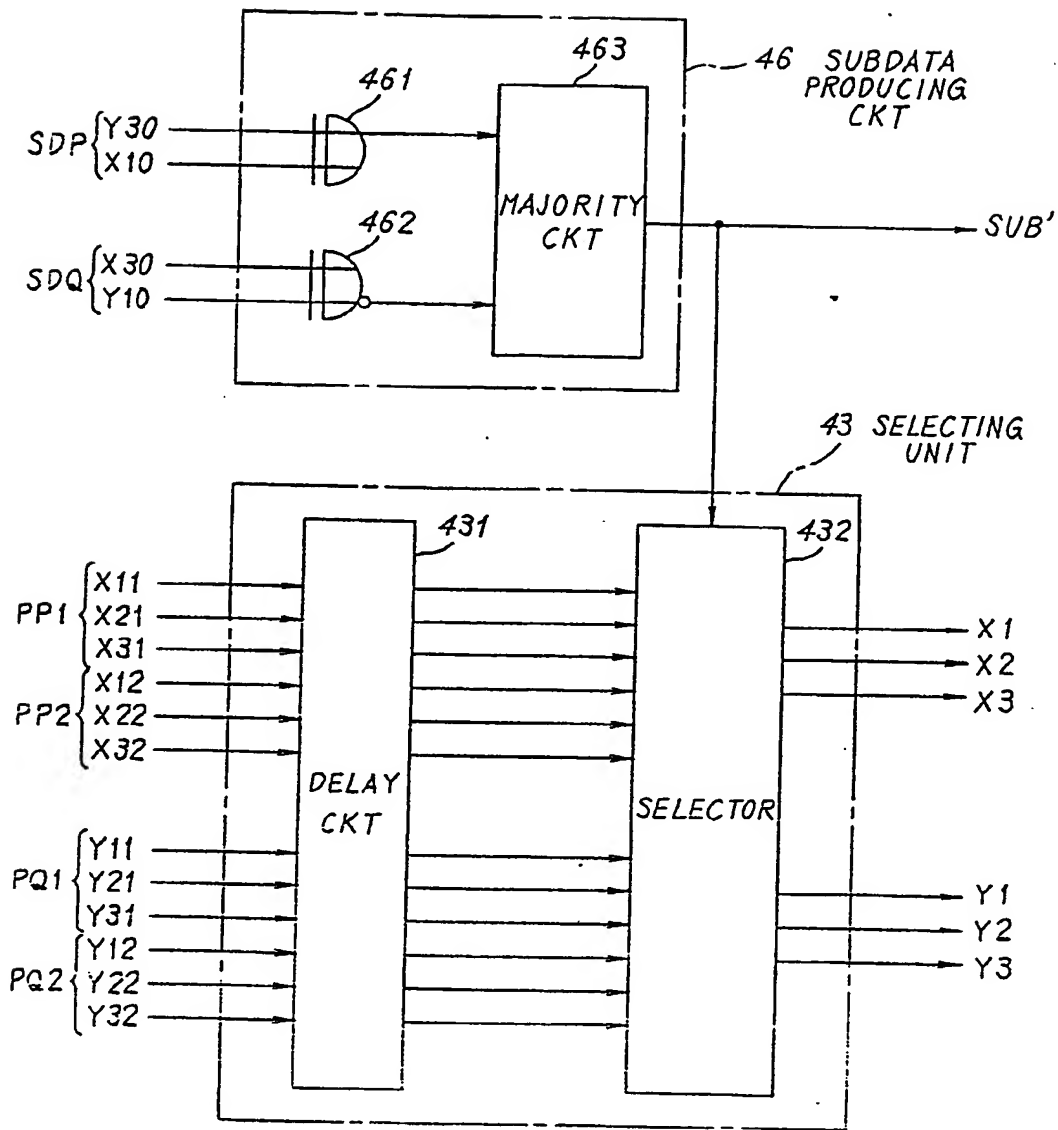 463
46 SUBDATA
PRODUCING
CKT
461
SDP
Y30
X10
MAJORITY
CKT
SUB'
462
SDQ
X30
Y10
43 SELECTING
UNIT
431
432
PP1
X11
X21
X31
PP2
X12
X22
X32
X1
X2
X3
DELAY
CKT
SELECTOR
PQ1
Y11
Y21
Y31
PQ2
Y12
Y22
Y32
Y1
Y2
Y3